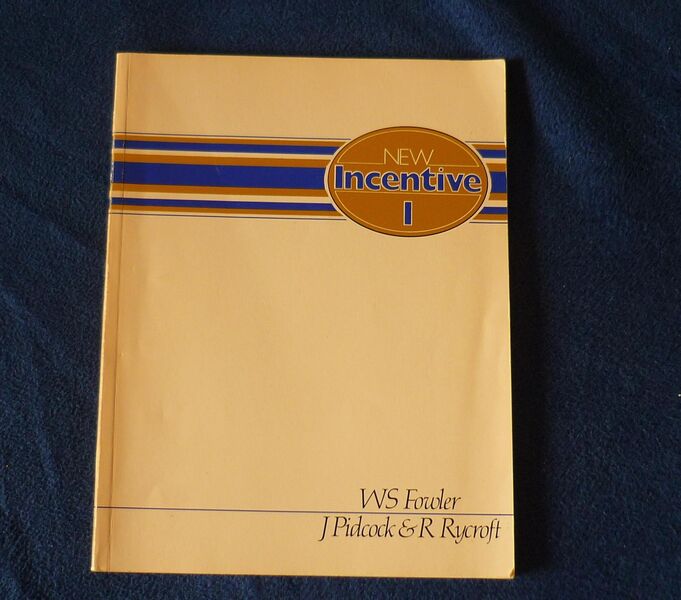 NEW
Incentive
1
WS Fowler
J Pidcock & R Rycroft